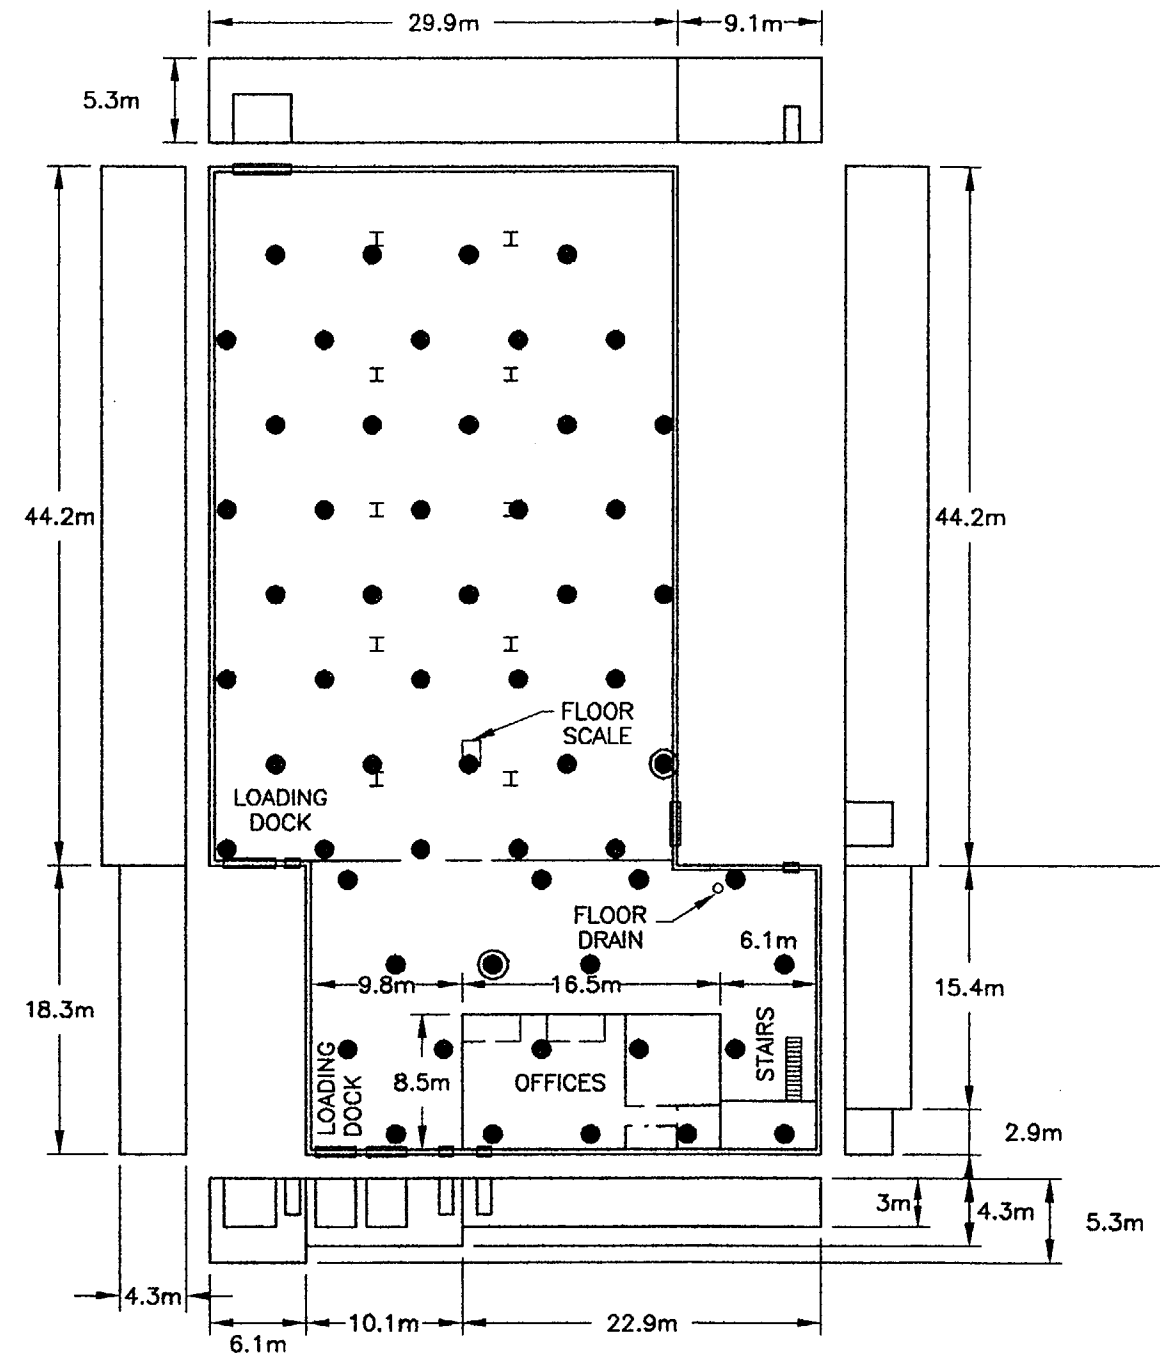 29.9m
9.1m
5.3m
44.2m
44.2m
FLOOR
SCALE
LOADING
DOCK
FLOOR
DRAIN
6.1m
9.8m
16.5m
18.3m
15.4m
STAIRS
LOADING
DOCK
8.5m
OFFICES
2.9m
3m
4.3m
5.3m
4.3m
10.1m
22.9m
6.1m